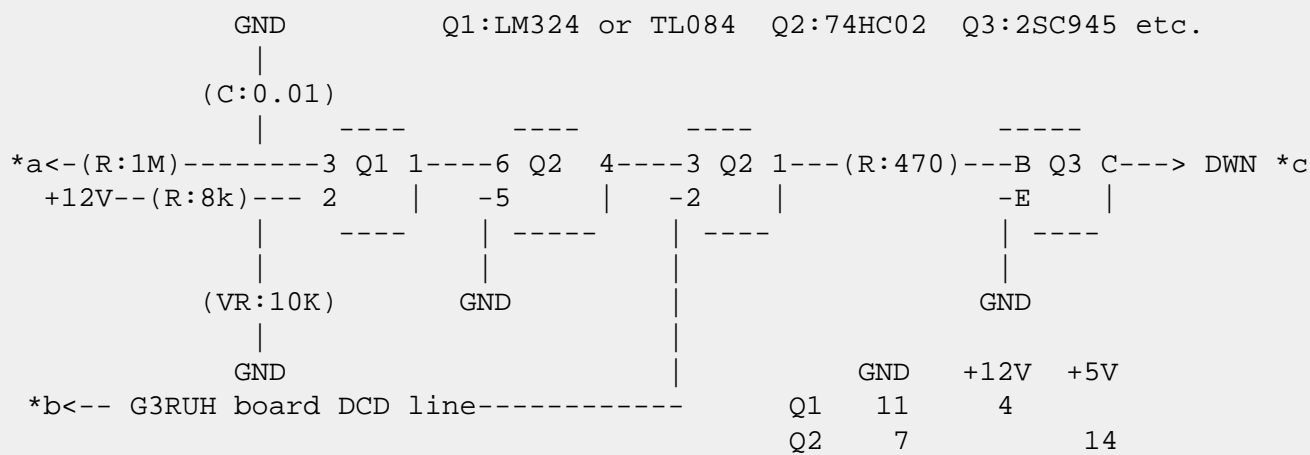 GND          Q1:LM324 or TL084  Q2:74HC02  Q3:2SC945 etc.
               |
           (C:0.01)
               |    ----      ----      ----              -----
*a<-(R:1M)--------3 Q1 1----6 Q2  4----3 Q2 1---(R:470)---B Q3 C---> DWN *c
  +12V--(R:8k)--- 2    |   -5     |   -2    |             -E     |
               |    ----    | -----    | ----              | ----
               |            |          |                   |
           (VR:10K)        GND         |                  GND
               |                       |
              GND                      |          GND   +12V  +5V
 *b<-- G3RUH board DCD line------------      Q1   11     4
                                             Q2    7          14